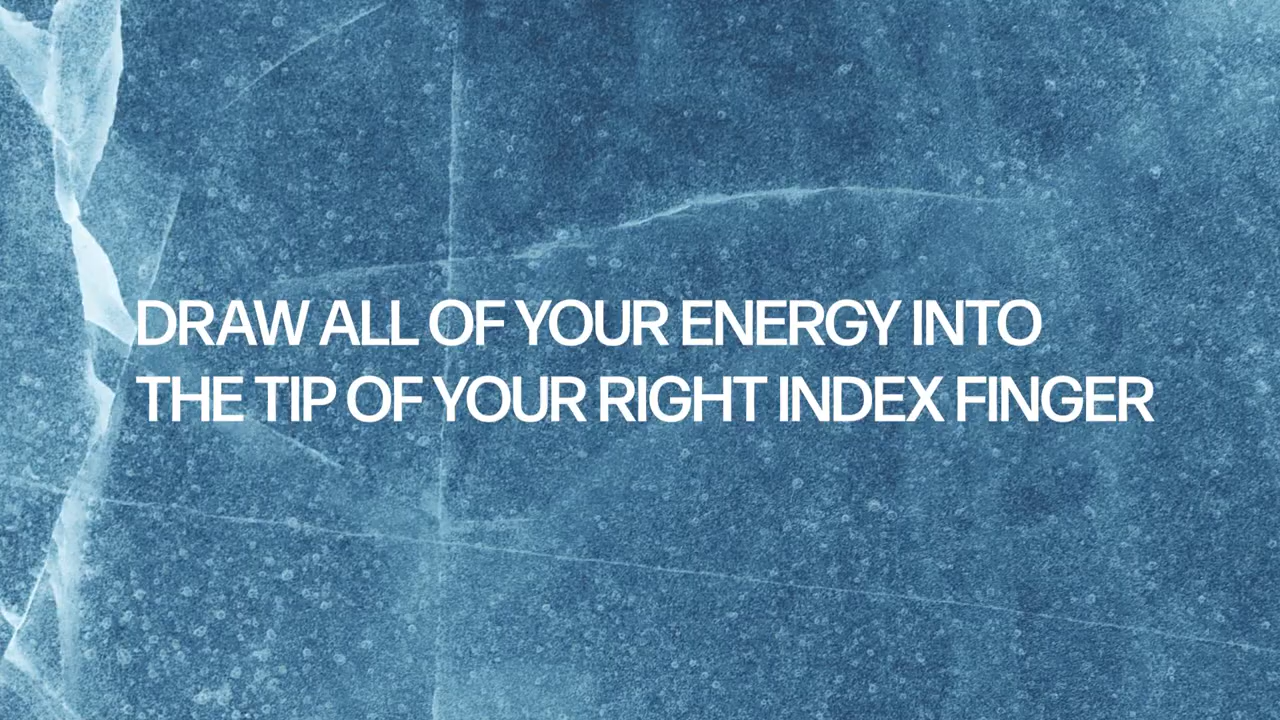 DRAW ALL OF YOUR ENERGY INTO
THE TIP OF YOUR RIGHT INDEX FINGER